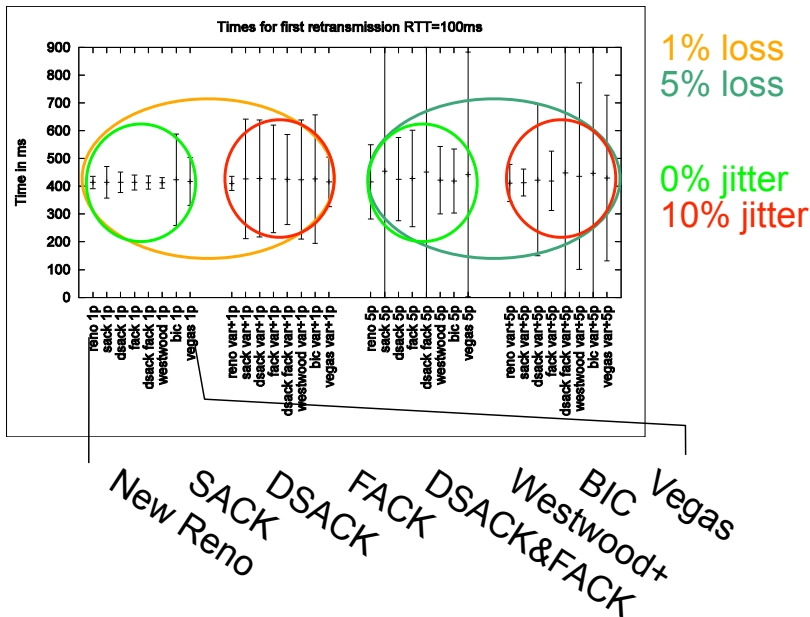 Times for first retransmission RTT=100ms
Time in ms
900
800
700
600
500
400
300
200
100
0
reno 1p
sack 1p
dsack 1p
fack 1p
dsack fack 1p
westwood 1p
bic 1p
vegas 1p
reno var+1p
sack var+1p
dsack var+1p
fack var+1p
dsack fack var+1p
westwood var+1p
bic var+1p
vegas var+1p
reno 5p
sack 5p
dsack 5p
fack 5p
dsack fack 5p
westwood 5p
bic 5p
vegas 5p
reno var+5p
sack var+5p
dsack var+5p
fack var+5p
dsack fack var+5p
westwood var+5p
bic var+5p
vegas var+5p
1% loss
5% loss
0% jitter
10% jitter
New Reno
SACK
DSACK
FACK
DSACK&FACK
Westwood+
BIC
Vegas